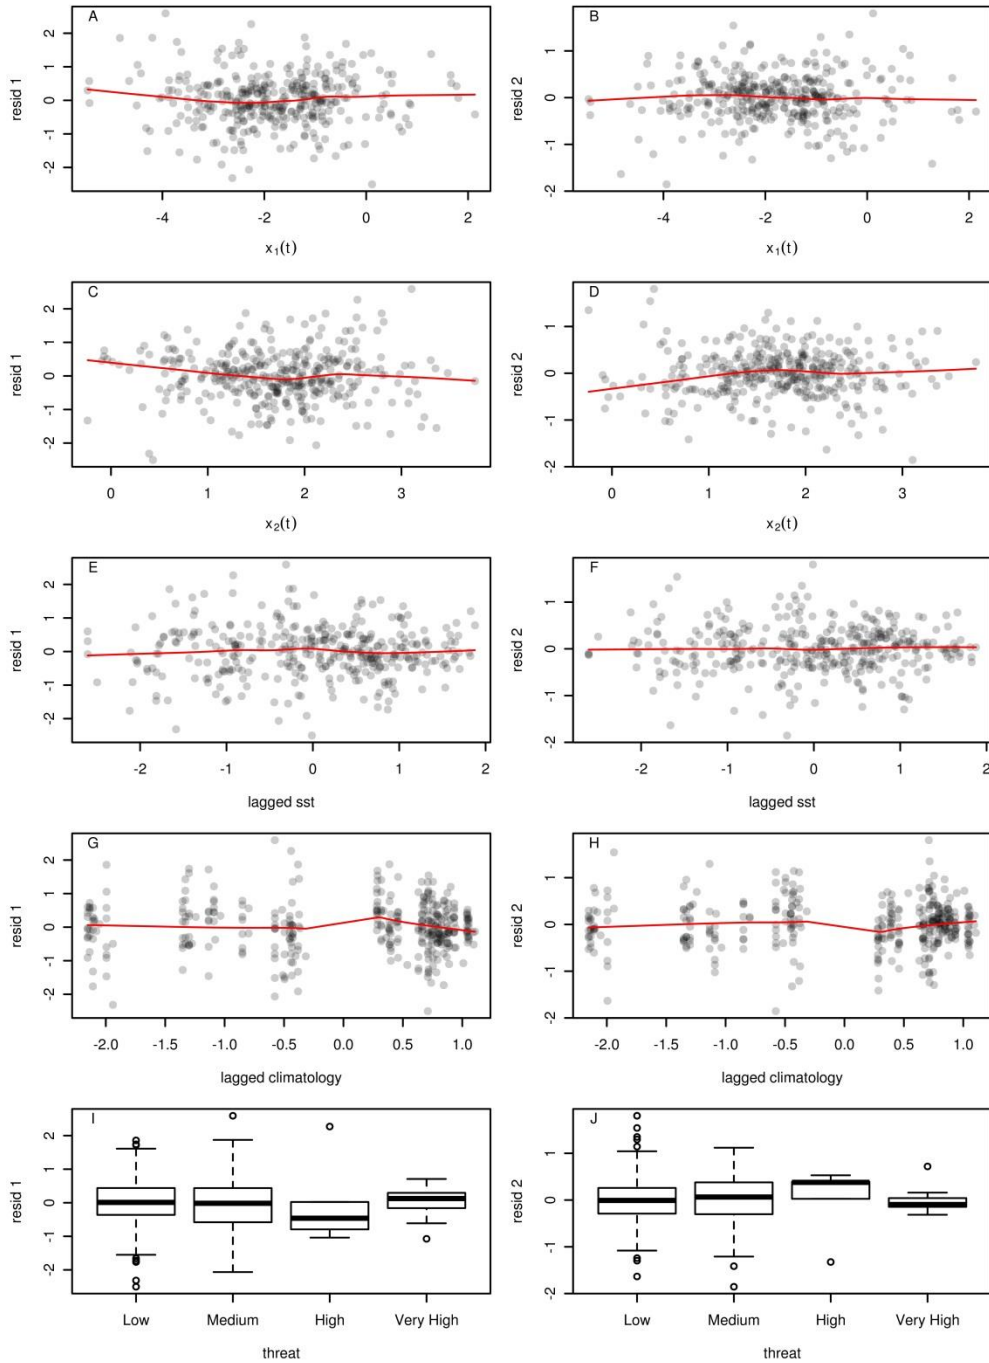 A
resid 1
2
1
0
-1
-2
-4
-2
0
2
x1(t)
B
resid 2
1
0
-1
-2
-4
-2
0
2
x1(t)
C
resid 1
2
1
0
-1
-2
0
1
2
3
x2(t)
D
resid 2
1
0
-1
-2
0
1
2
3
x2(t)
E
resid 1
2
1
0
-1
-2
-2
-1
0
1
2
lagged sst
F
resid 2
1
0
-1
-2
-2
-1
0
1
2
lagged sst
G
resid 1
2
1
0
-1
-2
-2.0
-1.5
-1.0
-0.5
0.0
0.5
1.0
lagged climatology
H
resid 2
1
0
-1
-2
-2.0
-1.5
-1.0
-0.5
0.0
0.5
1.0
lagged climatology
I
resid 1
2
1
0
-1
-2
Low
Medium
High
Very High
threat
J
resid 2
1
0
-1
-2
Low
Medium
High
Very High
threat